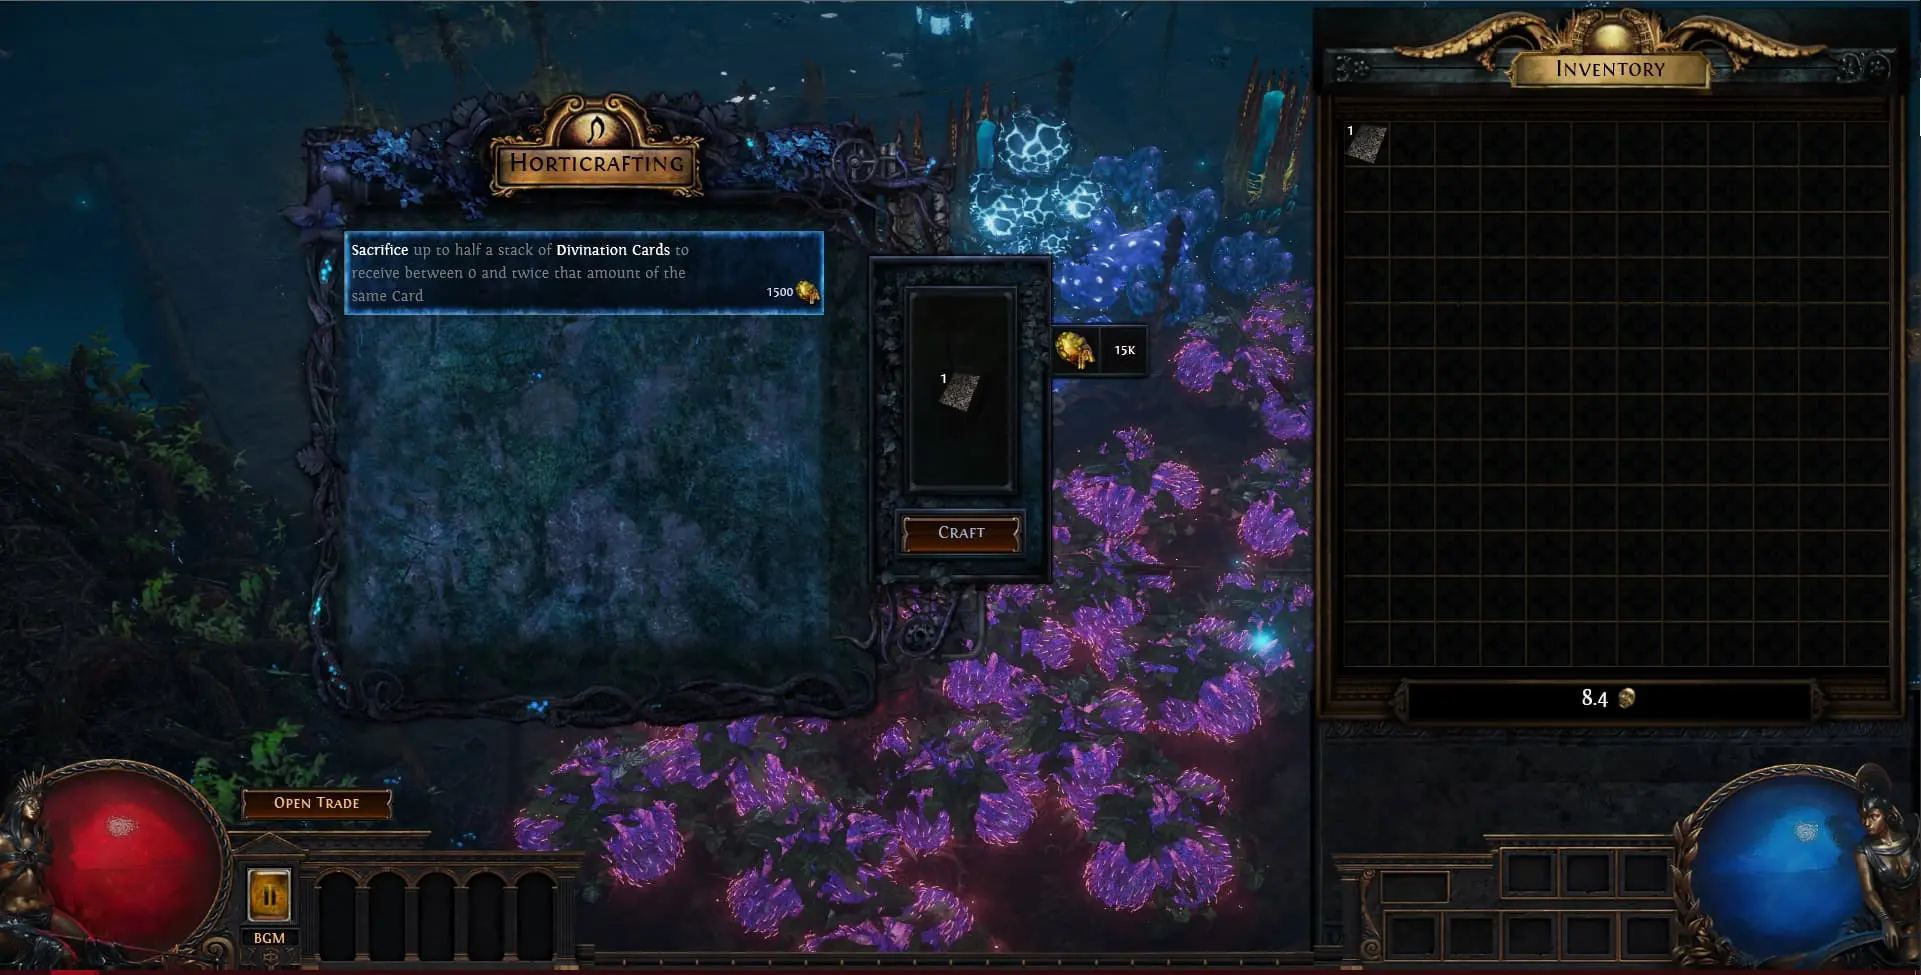 INVENTORY
1
HORTICRAFTING
Sacrifice up to half a stack of Divination Cards to
receive between 0 and twice that amount of the
same Card
1500
15K
1
CRAFT
8.4
OPEN TRADE
BGM